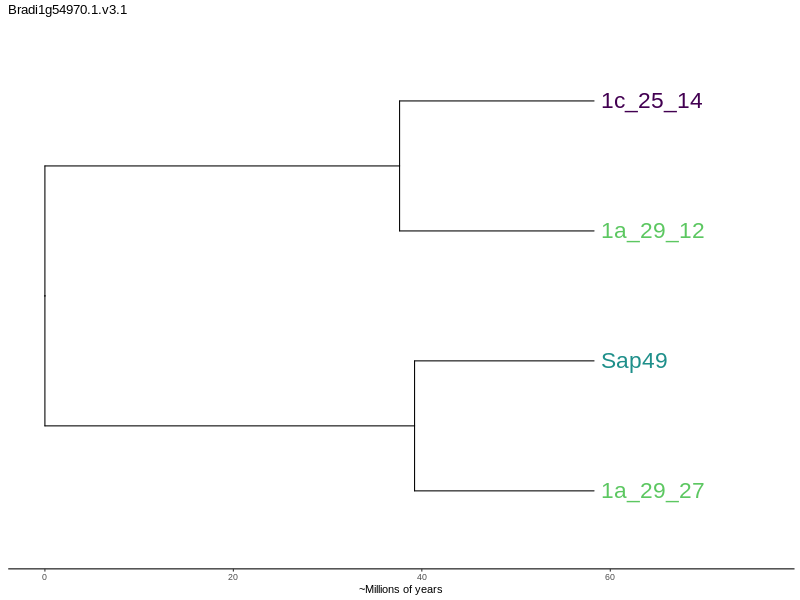 Bradi1g54970.1.v3.1
1c_25_14
1a_29_12
Sap49
1a_29_27
0 20 40 60
~Millions of years